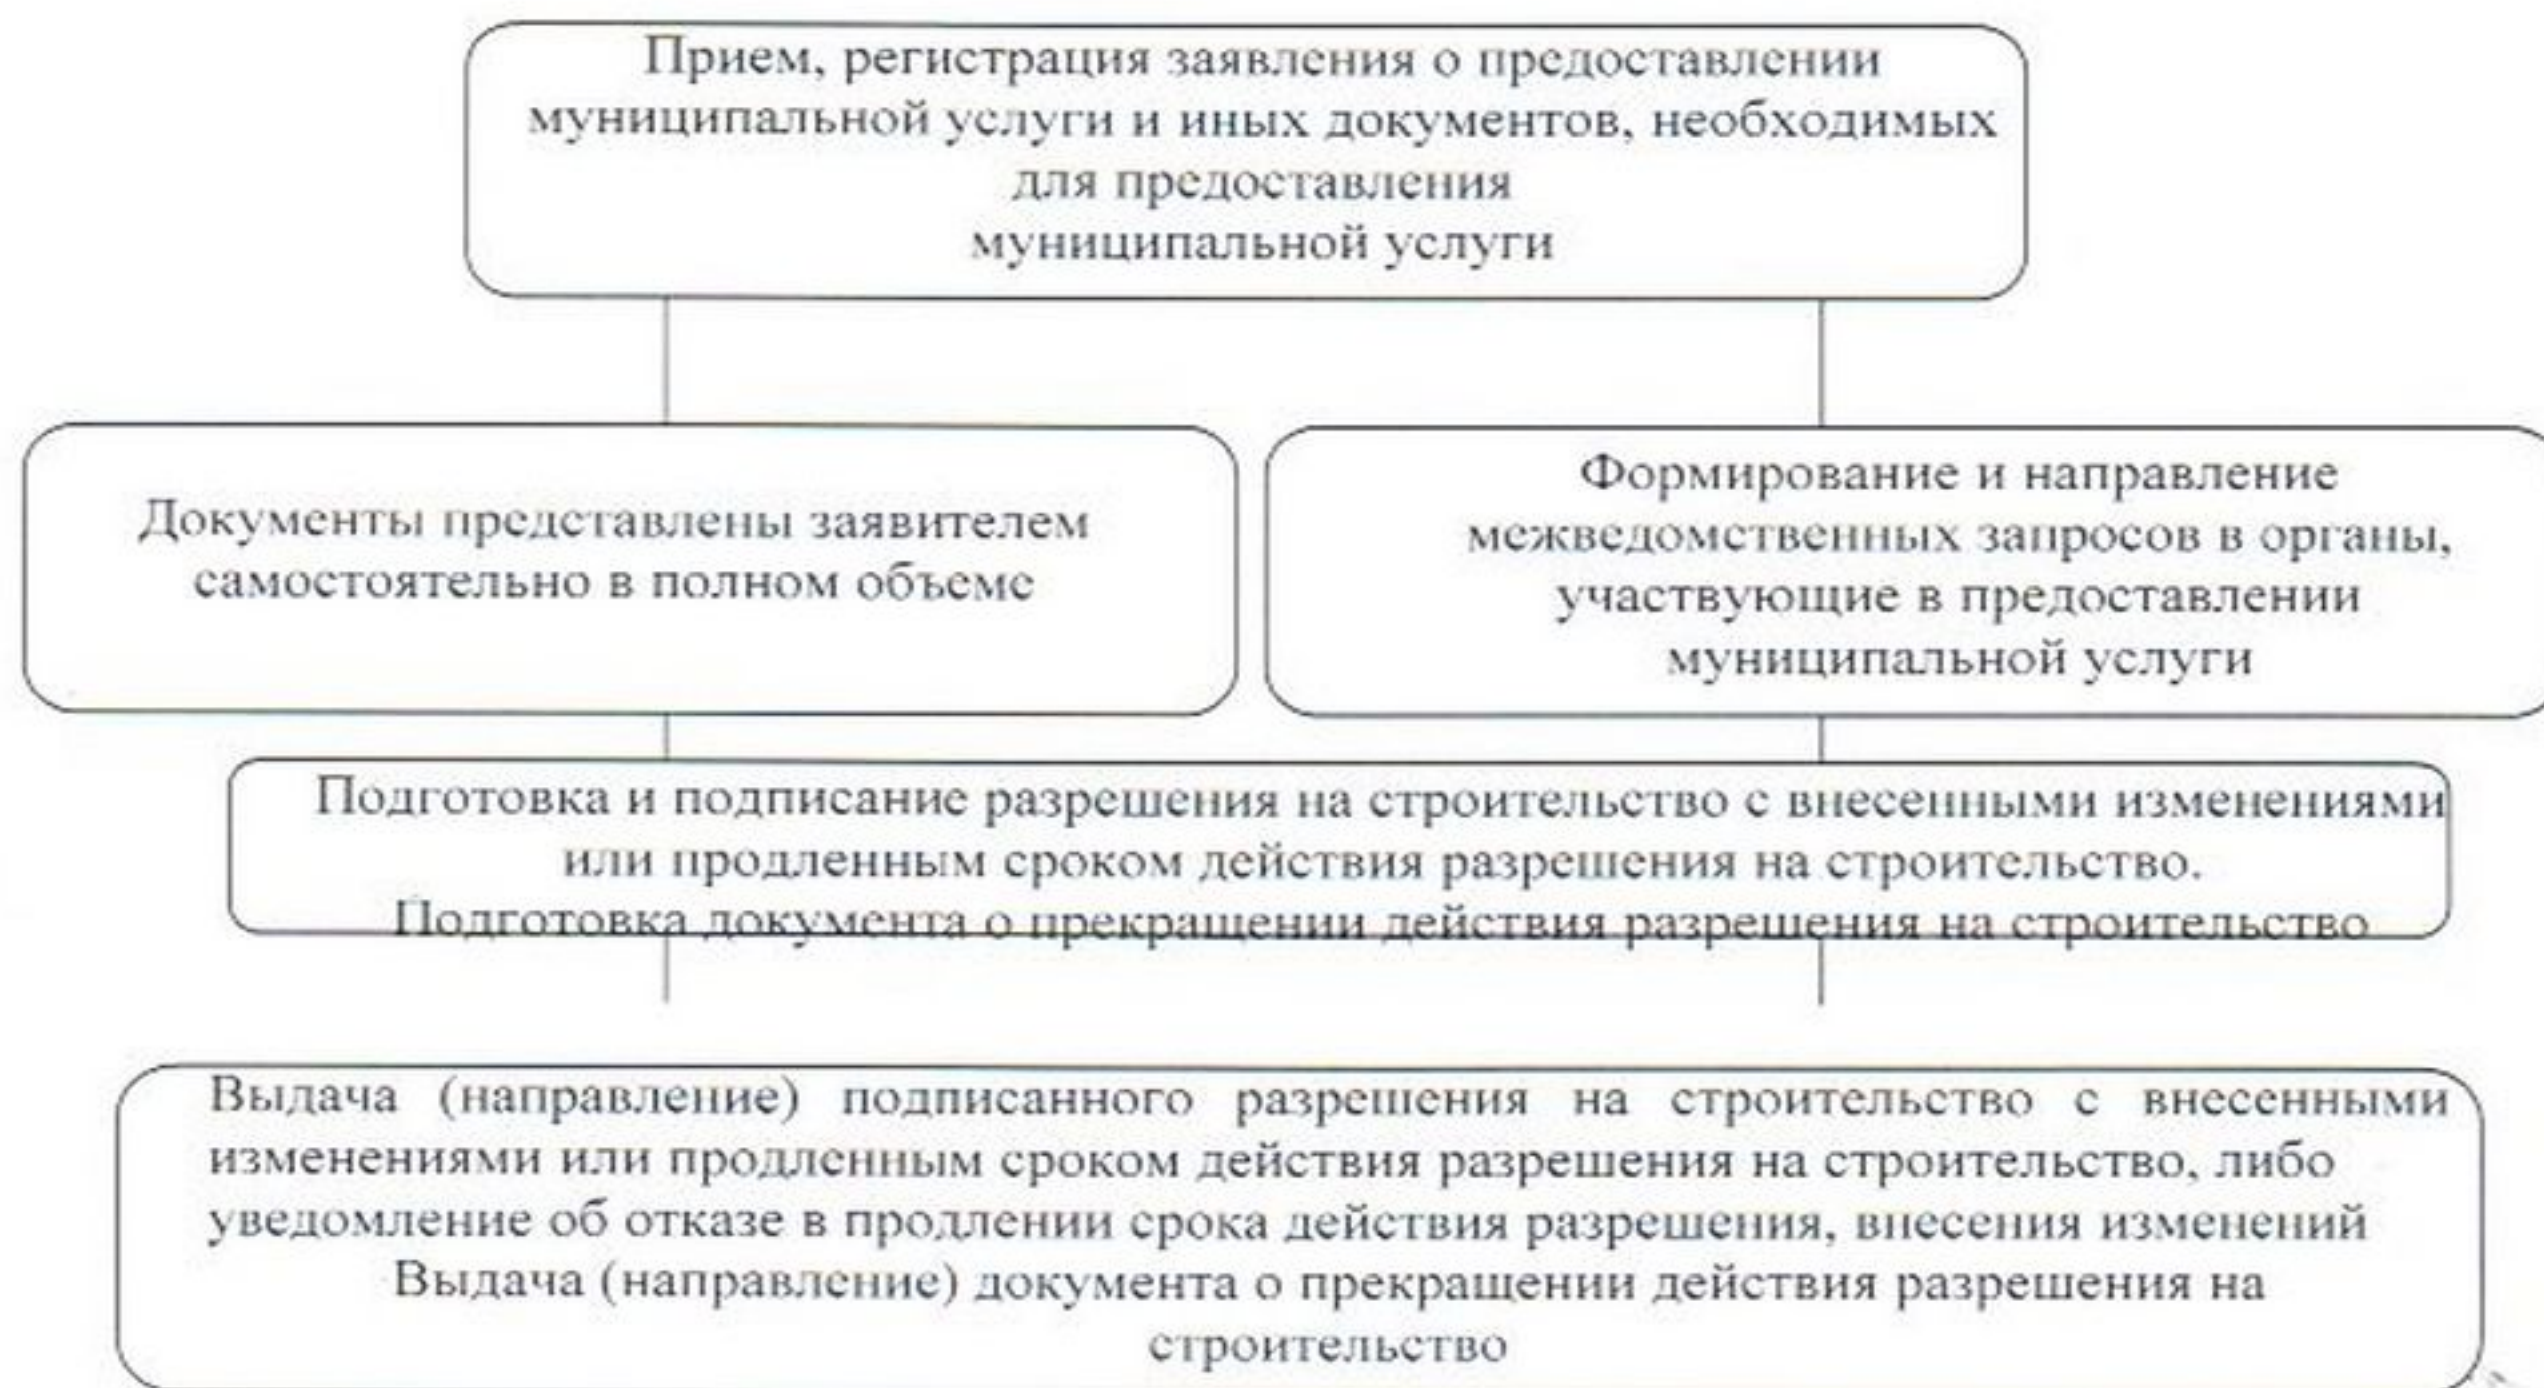 Прием, регистрация заявления о предоставлении
муниципальной услуги и иных документов, необходимых
для предоставления
муниципальной услуги
Документы представлены заявителем
самостоятельно в полном объеме
Формирование и направление
межведомственных запросов в органы,
участвующие в предоставлении
муниципальной услуги
Подготовка и подписание разрешения на строительство с внесенными изменениями
или продленным сроком действия разрешения на строительство.
Подготовка документа о прекращении действия разрешения на строительство
Выдача (направление) подписанного разрешения на строительство с внесенными
изменениями или продленным сроком действия разрешения на строительство, либо
уведомление об отказе в продлении срока действия разрешения, внесения изменений
Выдача (направление) документа о прекращении действия разрешения на
строительство